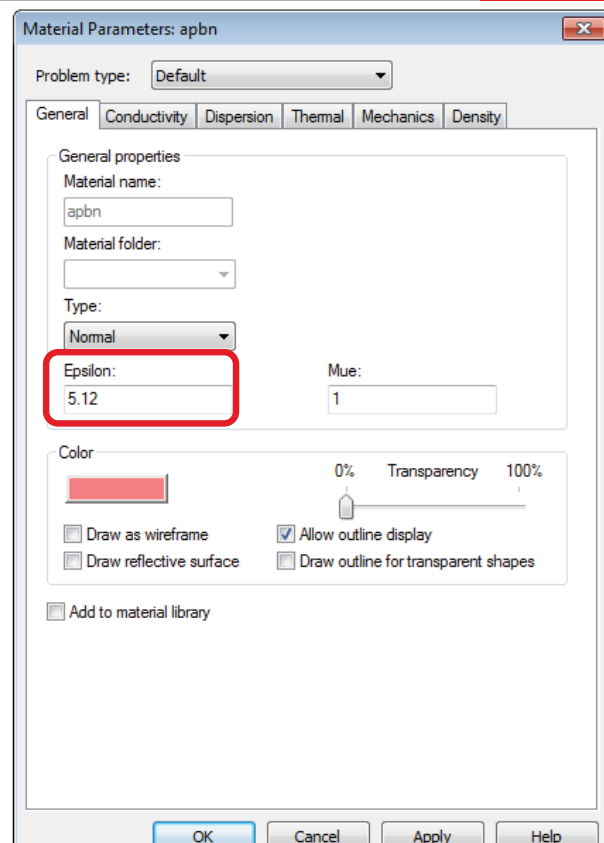 Material Parameters: apbn
Problem type: Default
General Conductivity Dispersion Thermal Mechanics Density
General properties
Material name:
apbn
Material folder:
Type:
Normal
Epsilon: Mue:
5.12 1
Color
0% Transparency 100%
Draw as wireframe Allow outline display
Draw reflective surface Draw outline for transparent shapes
Add to material library
OK Cancel Apply Help